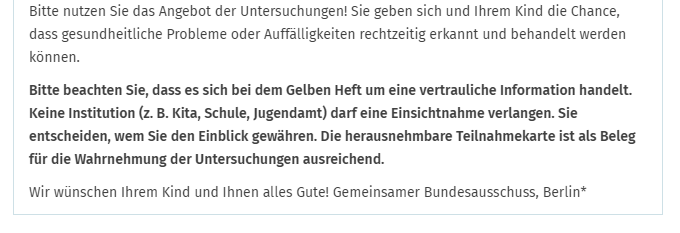 Bitte nutzen Sie das Angebot der Untersuchungen! Sie geben sich und Ihrem Kind die Chance,
dass gesundheitliche Probleme oder Auffälligkeiten rechtzeitig erkannt und behandelt werden
können.
Bitte beachten Sie, dass es sich bei dem Gelben Heft um eine vertrauliche Information handelt.
Keine Institution (z. B. Kita, Schule, Jugendamt) darf eine Einsichtnahme verlangen. Sie
entscheiden, wem Sie den Einblick gewähren. Die herausnehmbare Teilnahmekarte ist als Beleg
für die Wahrnehmung der Untersuchungen ausreichend.
Wir wünschen Ihrem Kind und Ihnen alles Gute! Gemeinsamer Bundesausschuss, Berlin*